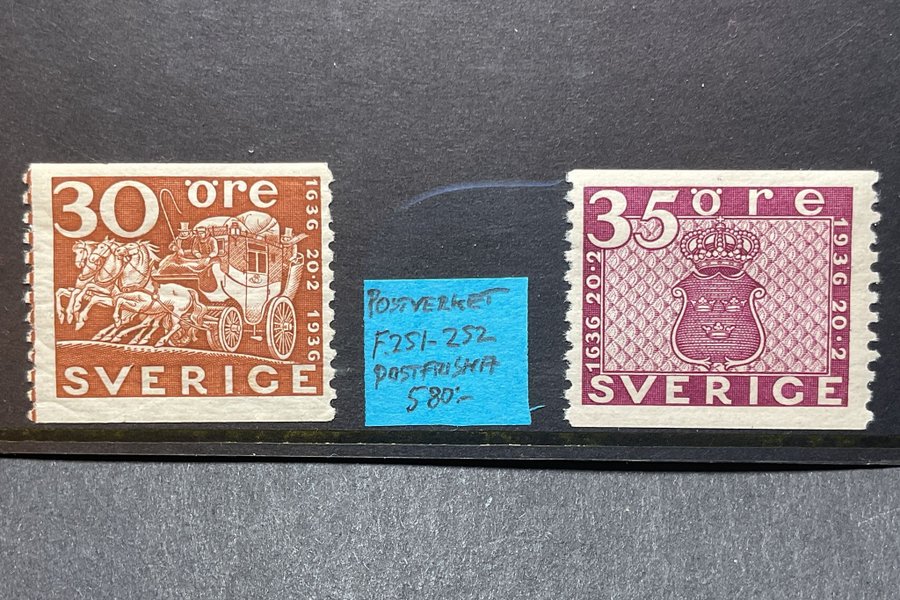 30 öre
1636 20·2 1936
SVERIGE
POSTVERKET
F.251-252
POSTFRISKA
580:-
35 öre
1636 20·2
1936 20·2
SVERIGE